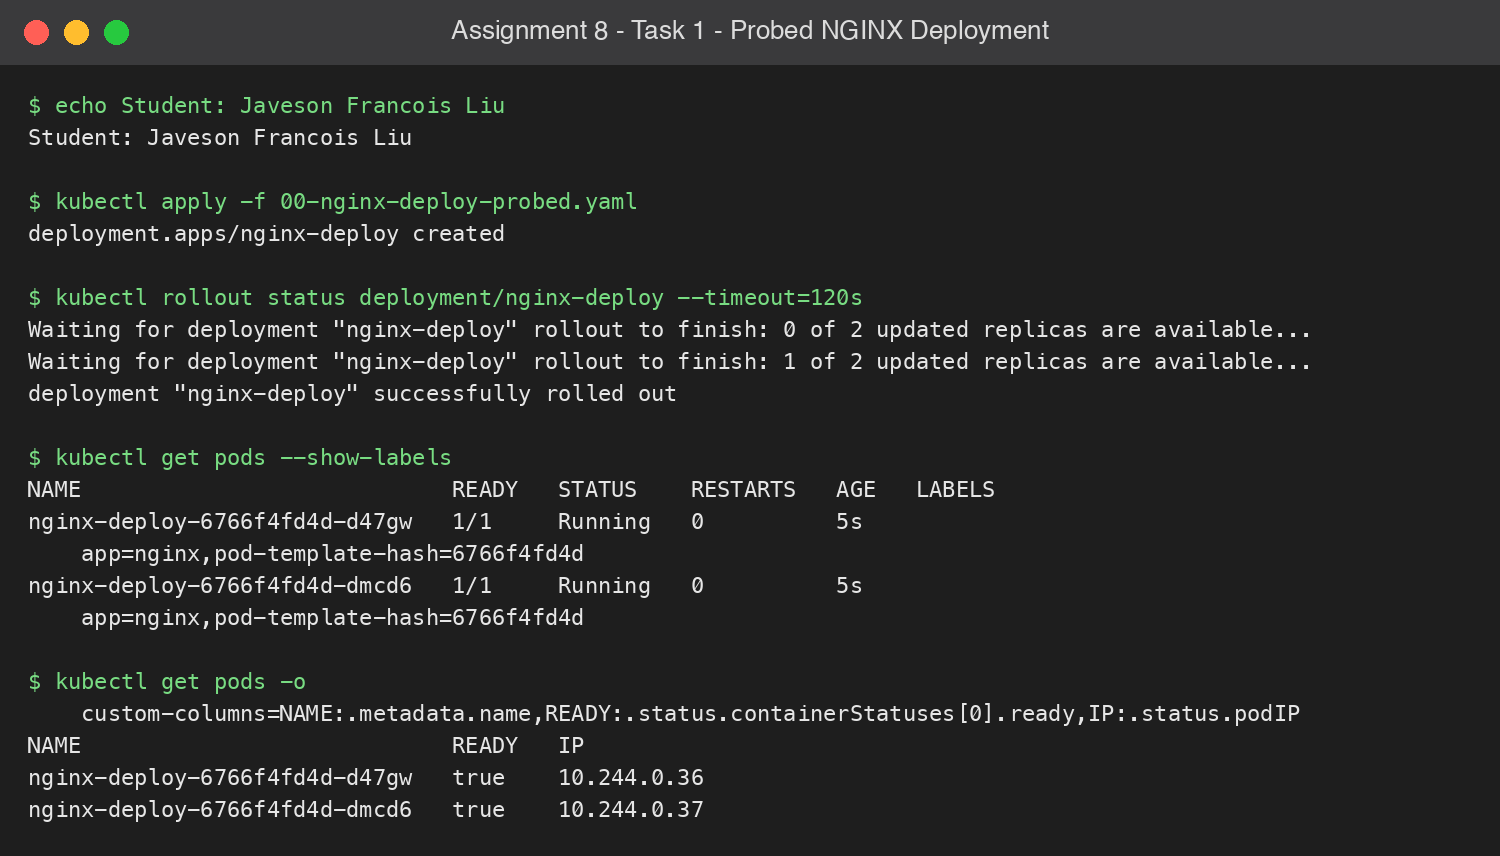 Assignment 8 - Task 1 - Probed NGINX Deployment
$ echo Student: Javeson Francois Liu
Student: Javeson Francois Liu
$ kubectl apply -f 00-nginx-deploy-probed.yaml
deployment.apps/nginx-deploy created
$ kubectl rollout status deployment/nginx-deploy --timeout=120s
Waiting for deployment "nginx-deploy" rollout to finish: 0 of 2 updated replicas are available...
Waiting for deployment "nginx-deploy" rollout to finish: 1 of 2 updated replicas are available...
deployment "nginx-deploy" successfully rolled out
$ kubectl get pods --show-labels
NAME                            READY   STATUS    RESTARTS   AGE   LABELS
nginx-deploy-6766f4fd4d-d47gw   1/1     Running   0          5s
    app=nginx,pod-template-hash=6766f4fd4d
nginx-deploy-6766f4fd4d-dmcd6   1/1     Running   0          5s
    app=nginx,pod-template-hash=6766f4fd4d
$ kubectl get pods -o
    custom-columns=NAME:.metadata.name,READY:.status.containerStatuses[0].ready,IP:.status.podIP
NAME                            READY   IP
nginx-deploy-6766f4fd4d-d47gw   true    10.244.0.36
nginx-deploy-6766f4fd4d-dmcd6   true    10.244.0.37